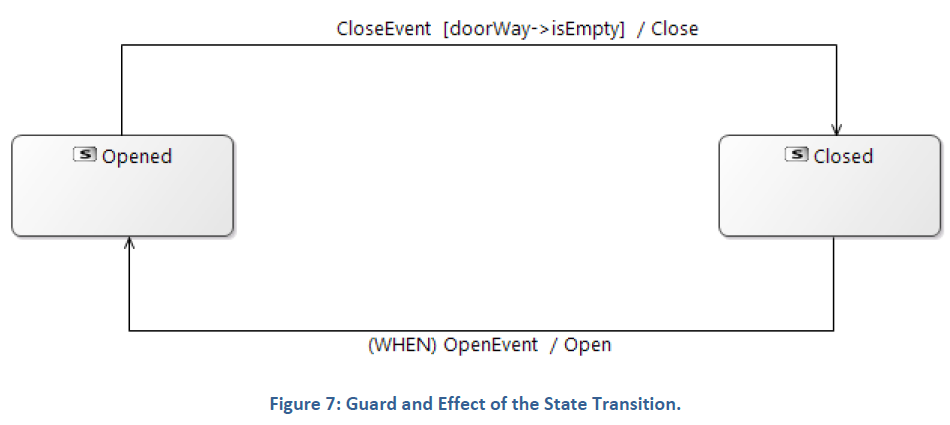 CloseEvent [doorWay->isEmpty] / Close
S Opened
S Closed
(WHEN) OpenEvent / Open
Figure 7: Guard and Effect of the State Transition.